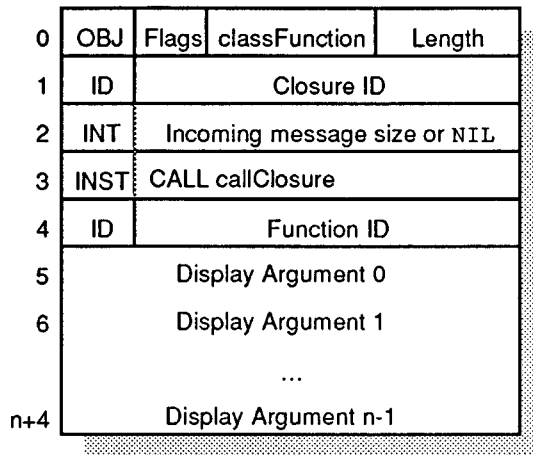 0 OBJ Flags classFunction Length
1 ID Closure ID
2 INT Incoming message size or NIL
3 INST CALL callClosure
4 ID Function ID
5 Display Argument 0
6 Display Argument 1
...
n+4 Display Argument n-1